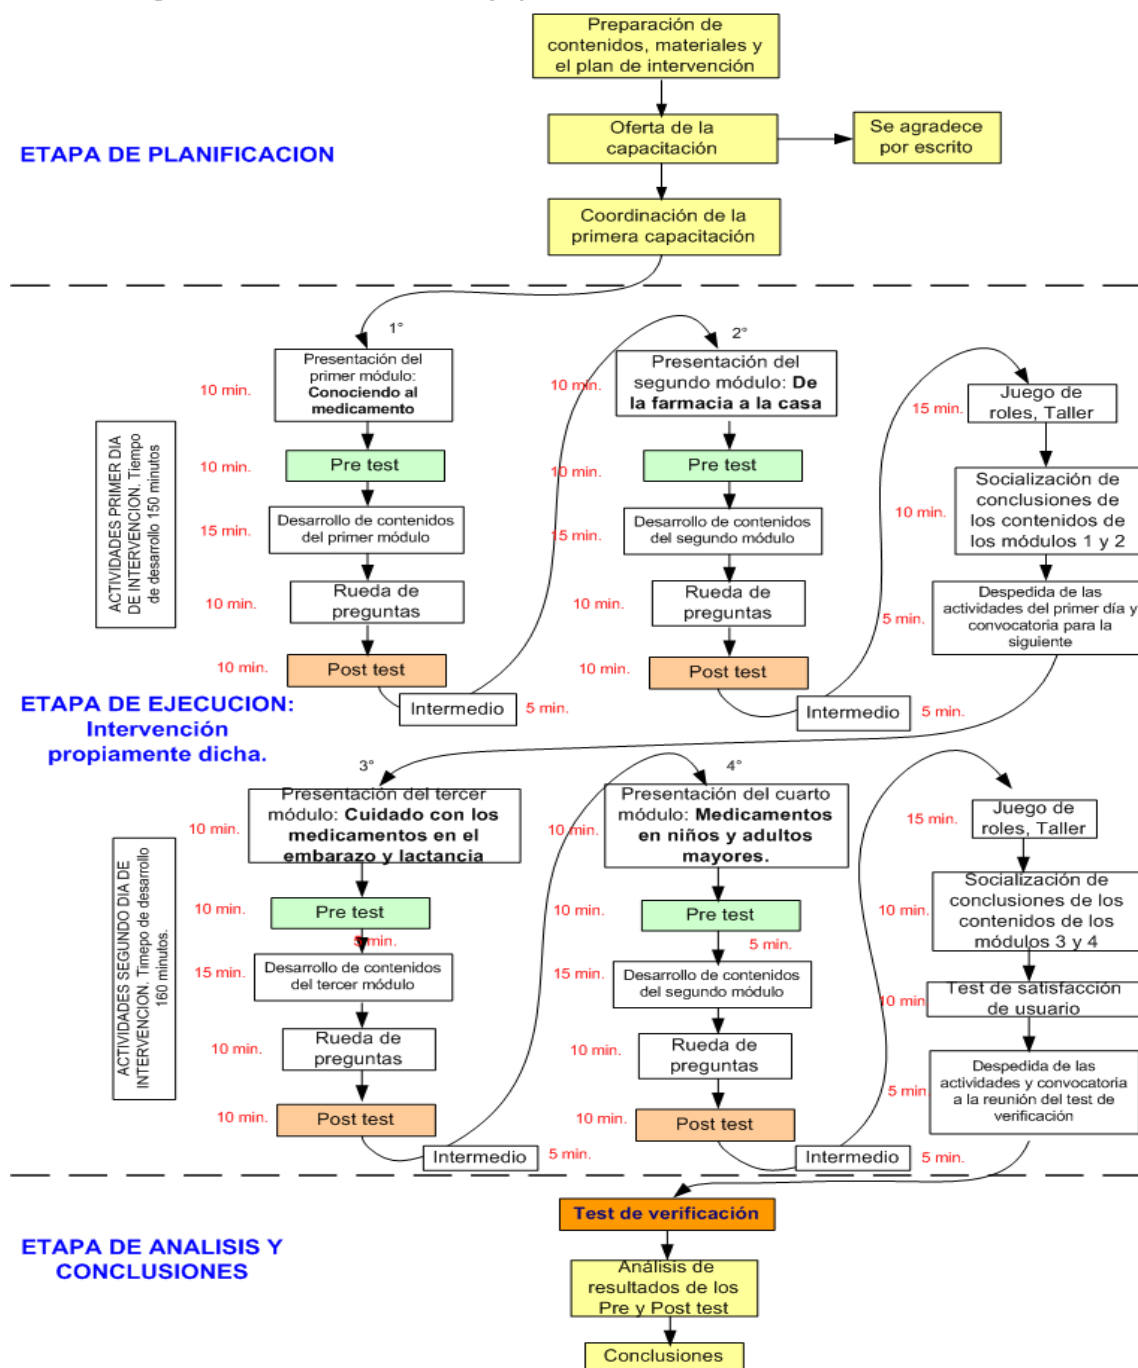 Preparación de
contenidos, materiales y
el plan de intervención
Oferta de la
capacitación
Se agradece
por escrito
ETAPA DE PLANIFICACION
Coordinación de la
primera capacitación
1°
Presentación del
primer módulo:
Conociendo al
medicamento
10 min.
Pre test
10 min.
Desarrollo de contenidos
del primer módulo
15 min.
Rueda de
preguntas
10 min.
Post test
10 min.
Intermedio
5 min.
2°
Presentación del
segundo módulo: De
la farmacia a la casa
10 min.
Pre test
10 min.
Desarrollo de contenidos
del segundo módulo
15 min.
Rueda de
preguntas
10 min.
Post test
10 min.
Intermedio
5 min.
Juego de
roles, Taller
15 min.
Socialización de
conclusiones de
los contenidos de
los módulos 1 y 2
10 min.
Despedida de las
actividades del primer día y
convocatoria para la
siguiente
5 min.
ACTIVIDADES PRIMER DIA
DE INTERVENCION. Tiempo
de desarrollo 150 minutos
ETAPA DE EJECUCION:
Intervención
propiamente dicha.
3°
Presentación del tercer
módulo: Cuidado con los
medicamentos en el
embarazo y lactancia
10 min.
Pre test
10 min.
5 min.
Desarrollo de contenidos
del tercer módulo
15 min.
Rueda de
preguntas
10 min.
Post test
10 min.
Intermedio
5 min.
4°
Presentación del cuarto
módulo: Medicamentos
en niños y adultos
mayores.
10 min.
Pre test
10 min.
5 min.
Desarrollo de contenidos
del segundo módulo
15 min.
Rueda de
preguntas
10 min.
Post test
10 min.
Intermedio
5 min.
Juego de
roles, Taller
15 min.
Socialización de
conclusiones de los
contenidos de los
módulos 3 y 4
10 min.
Test de satisfacción
de usuario
10 min.
Despedida de las
actividades y convocatoria
a la reunión del test de
verificación
5 min.
ACTIVIDADES SEGUNDO DIA DE
INTERVENCION. Timepo de desarrollo
160 minutos.
Test de verificación
ETAPA DE ANALISIS Y
CONCLUSIONES
Análisis de
resultados de los
Pre y Post test
Conclusiones